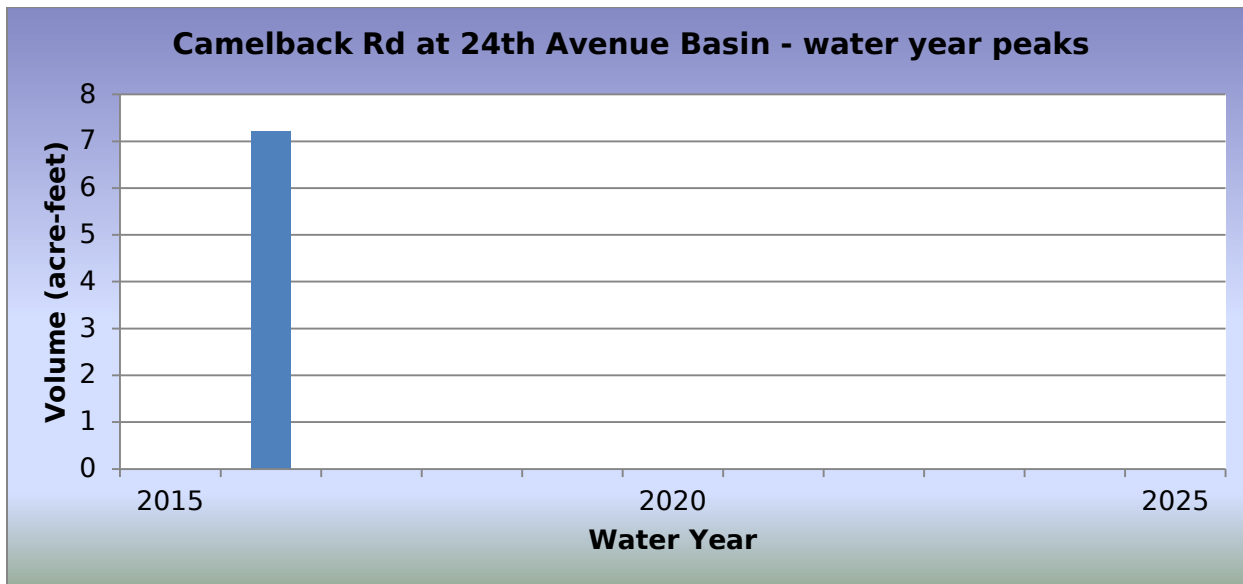 Camelback Rd at 24th Avenue Basin - water year peaks
Volume (acre-feet)
8
7
6
5
4
3
2
1
0
2015 2020 2025
Water Year